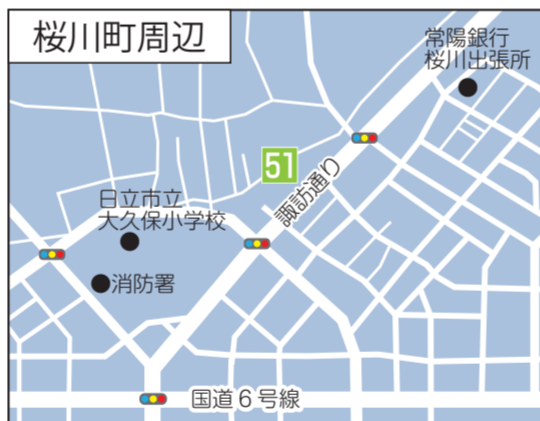 桜川町周辺
常陽銀行
桜川出張所
51
諏訪通り
日立市立
大久保小学校
消防署
国道6号線